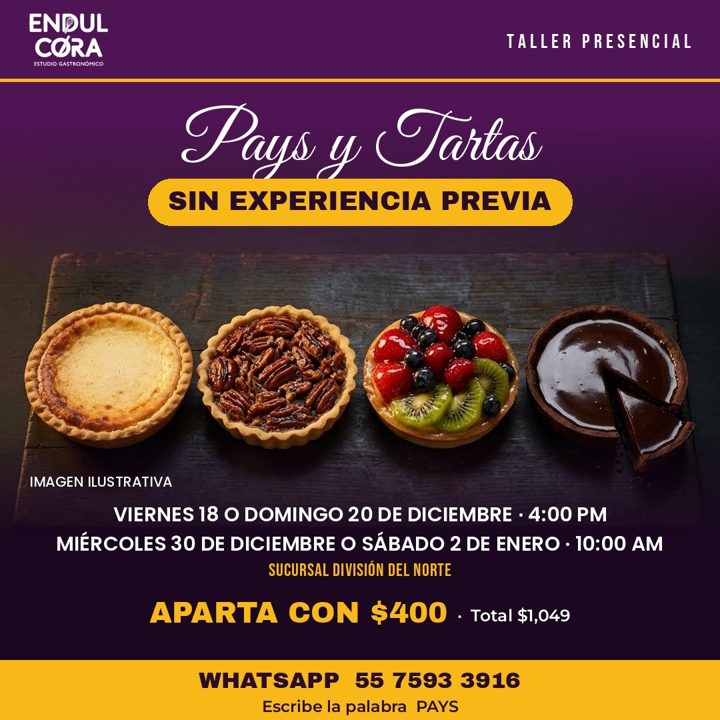 ENDUL
CØRA
ESTUDIO GASTRONÓMICO
TALLER PRESENCIAL
Pays y Tartas
SIN EXPERIENCIA PREVIA
IMAGEN ILUSTRATIVA
VIERNES 18 O DOMINGO 20 DE DICIEMBRE · 4:00 PM
MIÉRCOLES 30 DE DICIEMBRE O SÁBADO 2 DE ENERO · 10:00 AM
SUCURSAL DIVISIÓN DEL NORTE
APARTA CON $400 · Total $1,049
WHATSAPP 55 7593 3916
Escribe la palabra PAYS